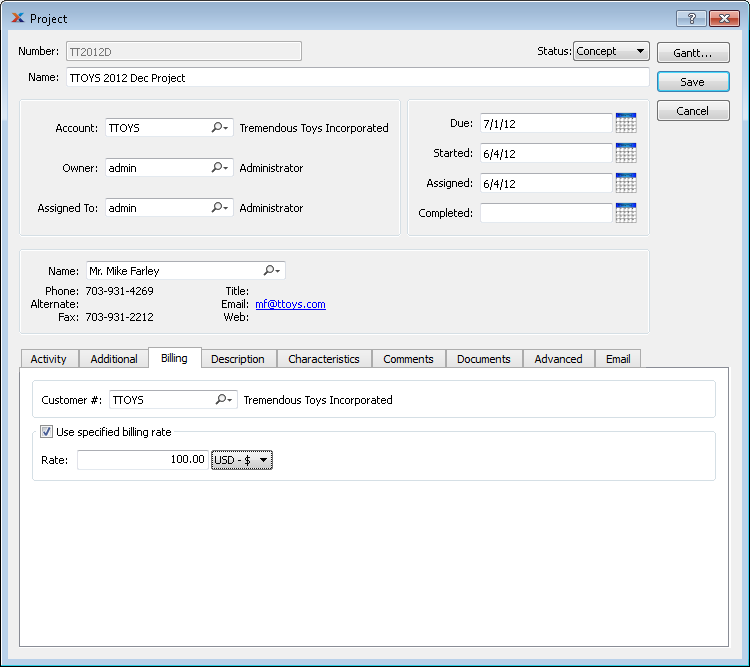 Project
?
Number: TT2012D Status: Concept Gantt...
Name: TTOYS 2012 Dec Project Save
Cancel
Account: TTOYS Tremendous Toys Incorporated
Owner: admin Administrator
Assigned To: admin Administrator
Due: 7/1/12
Started: 6/4/12
Assigned: 6/4/12
Completed:
Name: Mr. Mike Farley
Phone: 703-931-4269 Title:
Alternate: Email: mf@ttoys.com
Fax: 703-931-2212 Web:
Activity Additional Billing Description Characteristics Comments Documents Advanced Email
Customer #: TTOYS Tremendous Toys Incorporated
Use specified billing rate
Rate: 100.00 USD - $